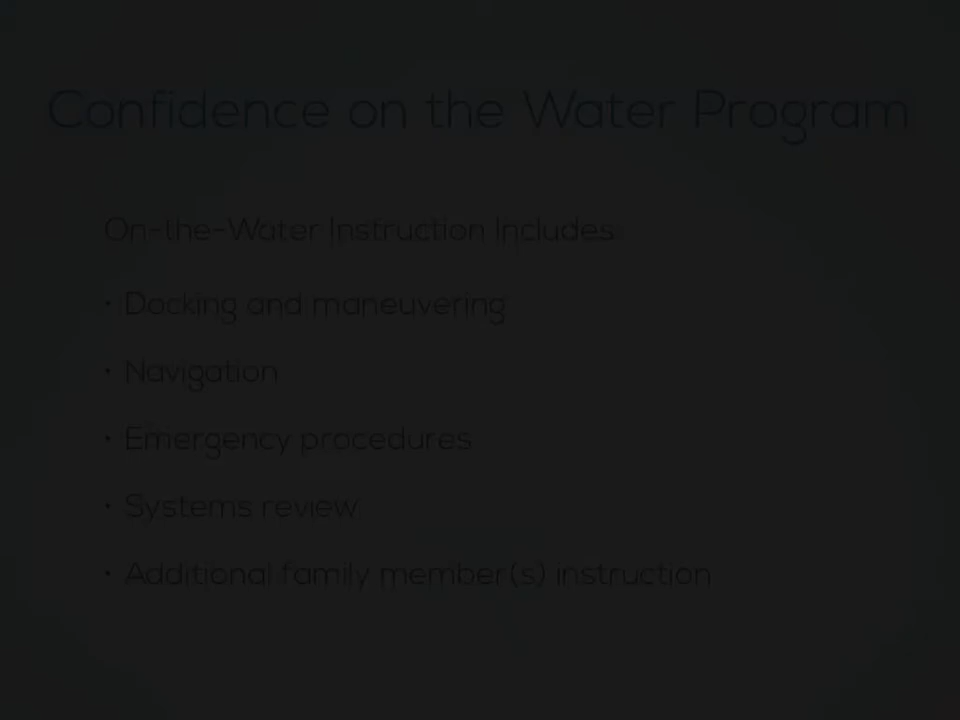 Confidence on the Water Program
On-the-Water Instruction Includes
• Docking and maneuvering
• Navigation
• Emergency procedures
• Systems review
• Additional family member(s) instruction